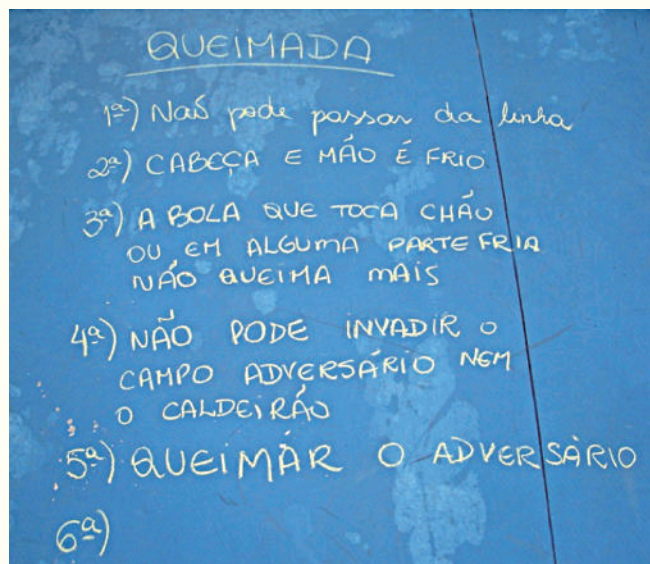 QUEIMADA
1ª) Não pode passar da linha
2ª) CABEÇA E MÃO É FRIO
3ª) A BOLA QUE TOCA CHÃO
OU EM ALGUMA PARTE FRIA
NÃO QUEIMA MAIS
4ª) NÃO PODE INVADIR O
CAMPO ADVERSÁRIO NEM
O CALDEIRÃO
5ª) QUEIMAR O ADVERSÁRIO
6ª)